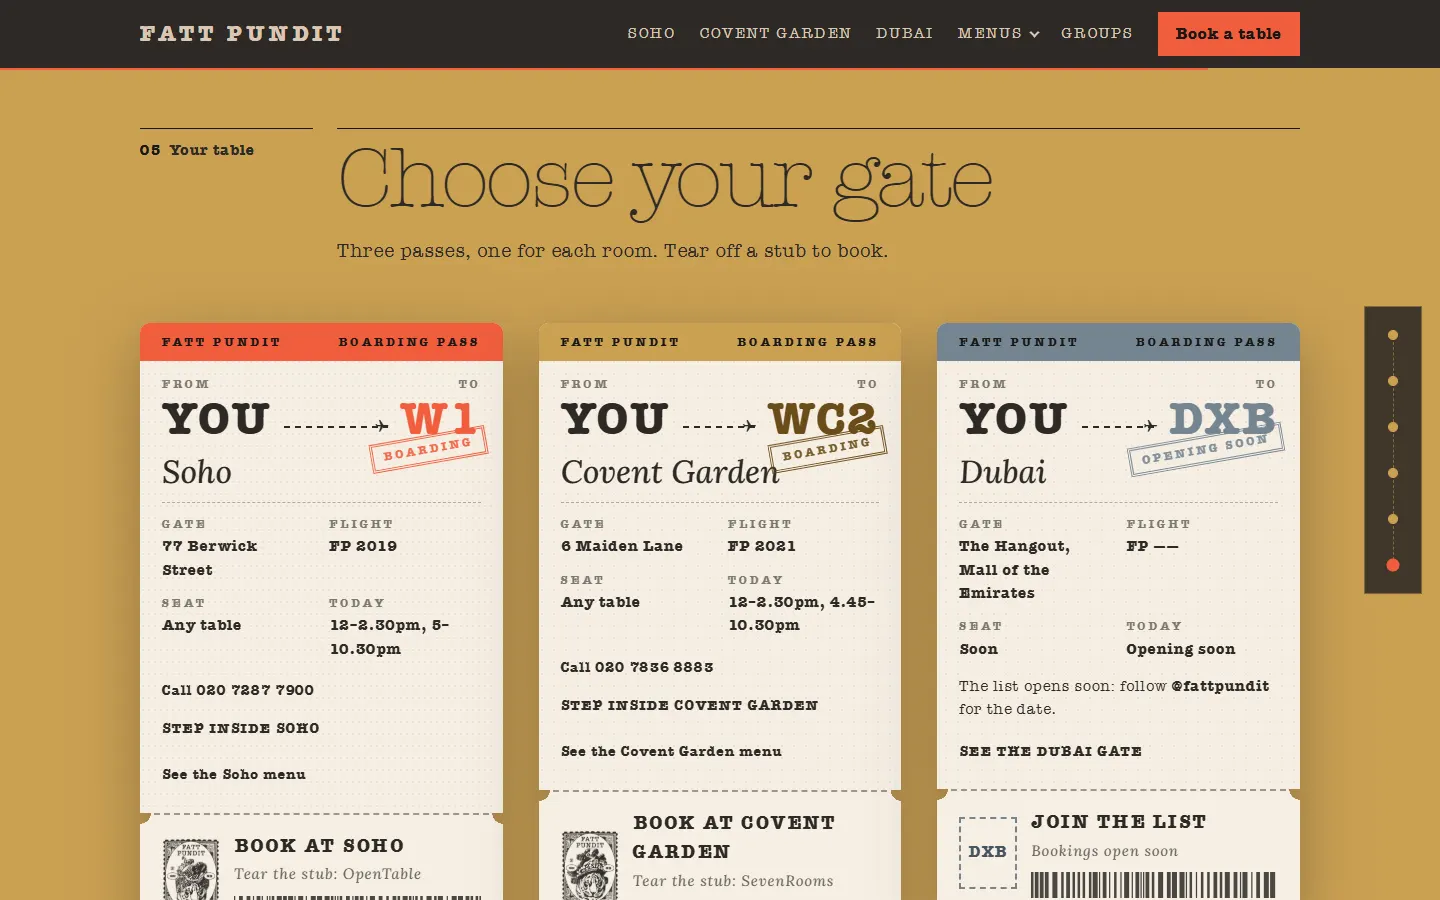 FATT PUNDIT
SOHO COVENT GARDEN DUBAI MENUS GROUPS Book a table
05 Your table
Choose your gate
Three passes, one for each room. Tear off a stub to book.
FATT PUNDIT BOARDING PASS
FROM TO
YOU W1
BOARDING
Soho
GATE FLIGHT
77 Berwick Street FP 2019
SEAT TODAY
Any table 12-2.30pm, 5-10.30pm
Call 020 7287 7900
STEP INSIDE SOHO
See the Soho menu
FATT PUNDIT
BOOK AT SOHO
Tear the stub: OpenTable
FATT PUNDIT BOARDING PASS
FROM TO
YOU WC2
BOARDING
Covent Garden
GATE FLIGHT
6 Maiden Lane FP 2021
SEAT TODAY
Any table 12-2.30pm, 4.45-10.30pm
Call 020 7836 8883
STEP INSIDE COVENT GARDEN
See the Covent Garden menu
FATT PUNDIT
BOOK AT COVENT GARDEN
Tear the stub: SevenRooms
FATT PUNDIT BOARDING PASS
FROM TO
YOU DXB
OPENING SOON
Dubai
GATE FLIGHT
The Hangout, Mall of the Emirates FP ——
SEAT TODAY
Soon Opening soon
The list opens soon: follow @fattpundit for the date.
SEE THE DUBAI GATE
DXB
JOIN THE LIST
Bookings open soon